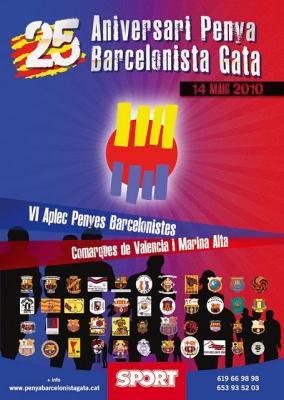 25 Aniversari Penya
Barcelonista Gata
14 MAIG 2010
VI Aplec Penyes Barcelonistes
Comarques de Valencia i Marina Alta
+ info
www.penyabarcelonistagata.cat
SPORT
619 66 98 98
653 93 52 03